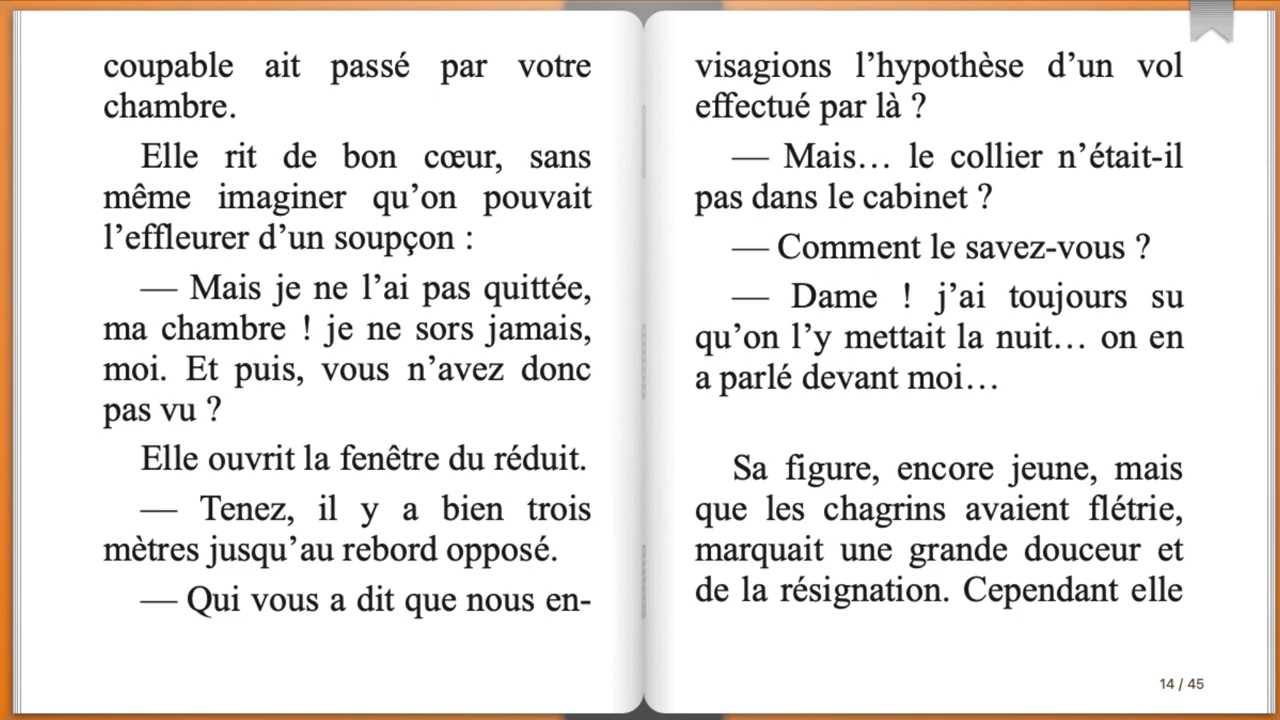 coupable ait passé par votre
chambre.
Elle rit de bon cœur, sans
même imaginer qu’on pouvait
l’effleurer d’un soupçon :
— Mais je ne l’ai pas quittée,
ma chambre ! je ne sors jamais,
moi. Et puis, vous n’avez donc
pas vu ?
Elle ouvrit la fenêtre du réduit.
— Tenez, il y a bien trois
mètres jusqu’au rebord opposé.
— Qui vous a dit que nous en-
visagions l’hypothèse d’un vol
effectué par là ?
— Mais… le collier n’était-il
pas dans le cabinet ?
— Comment le savez-vous ?
— Dame ! j’ai toujours su
qu’on l’y mettait la nuit… on en
a parlé devant moi…
Sa figure, encore jeune, mais
que les chagrins avaient flétrie,
marquait une grande douceur et
de la résignation. Cependant elle
14 / 45